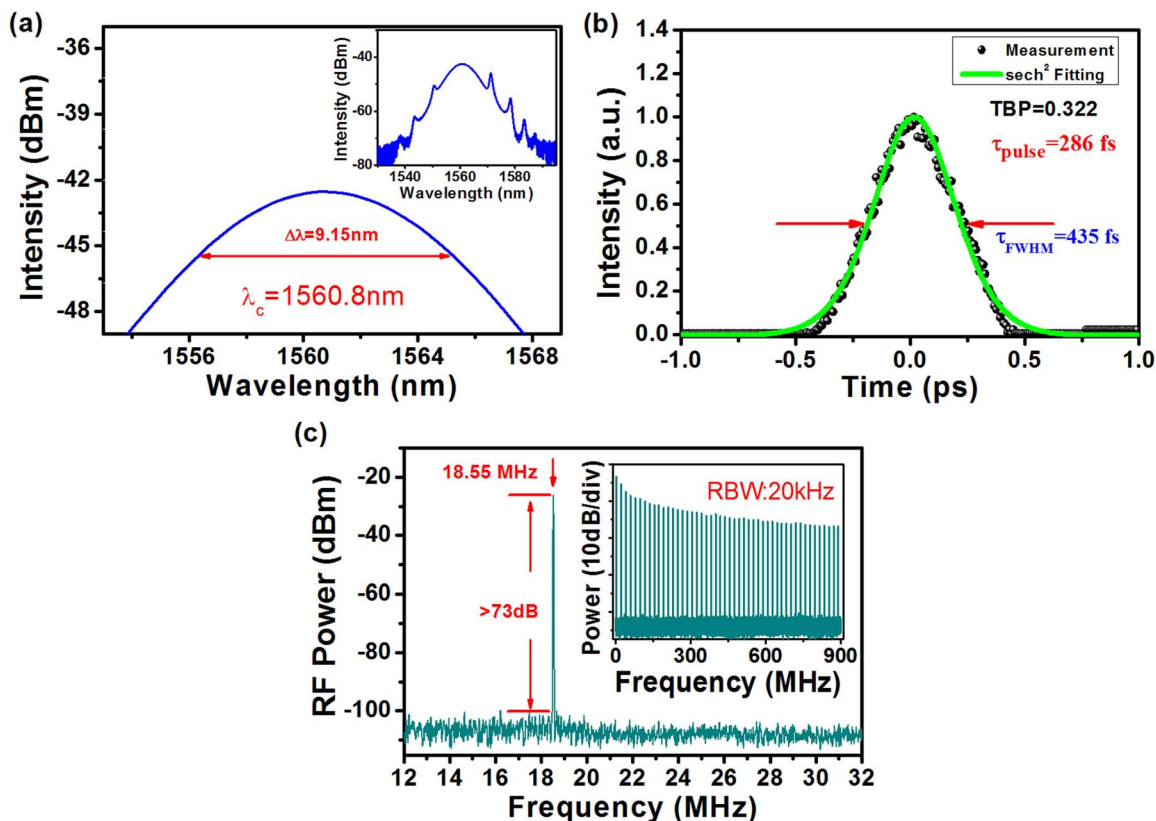 (a)
Intensity (dBm)
-36
-39
-42
-45
-48
1556
1560
1564
1568
Wavelength (nm)
Δλ=9.15nm
λc=1560.8nm
Intensity (dBm)
-40
-60
-80
1540
1560
1580
Wavelength (nm)
(b)
Intensity (a.u.)
1.4
1.2
1.0
0.8
0.6
0.4
0.2
0.0
-1.0
-0.5
0.0
0.5
1.0
Time (ps)
Measurement
sech² Fitting
TBP=0.322
τpulse=286 fs
τFWHM=435 fs
(c)
RF Power (dBm)
-20
-40
-60
-80
-100
12 14 16 18 20 22 24 26 28 30 32
Frequency (MHz)
18.55 MHz
>73dB
RBW:20kHz
Power (10dB/div)
0 300 600 900
Frequency (MHz)